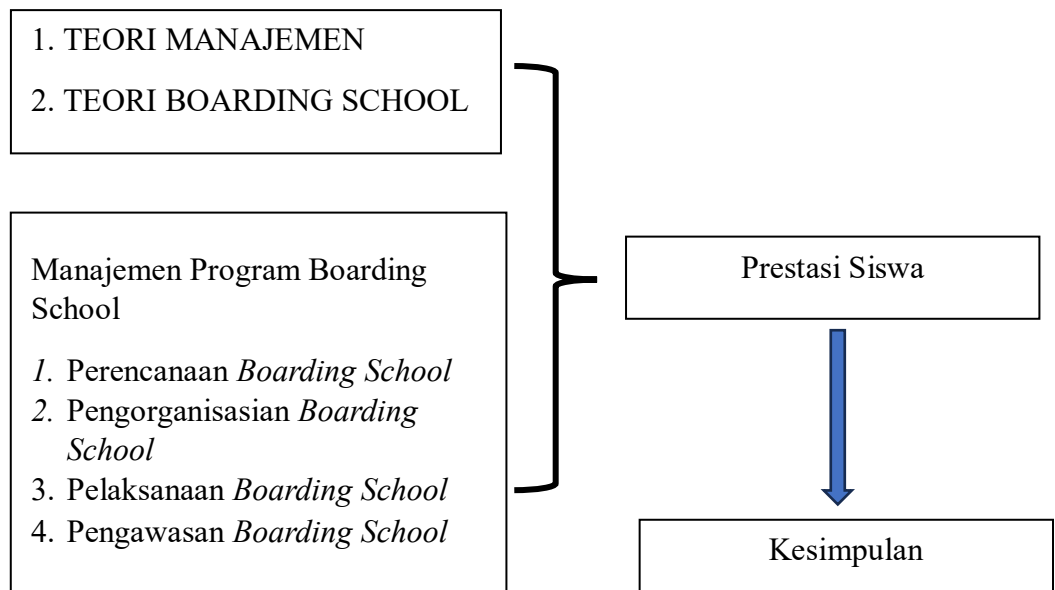 1. TEORI MANAJEMEN
2. TEORI BOARDING SCHOOL
Manajemen Program Boarding
School
1. Perencanaan Boarding School
2. Pengorganisasian Boarding
School
3. Pelaksanaan Boarding School
4. Pengawasan Boarding School
Prestasi Siswa
Kesimpulan